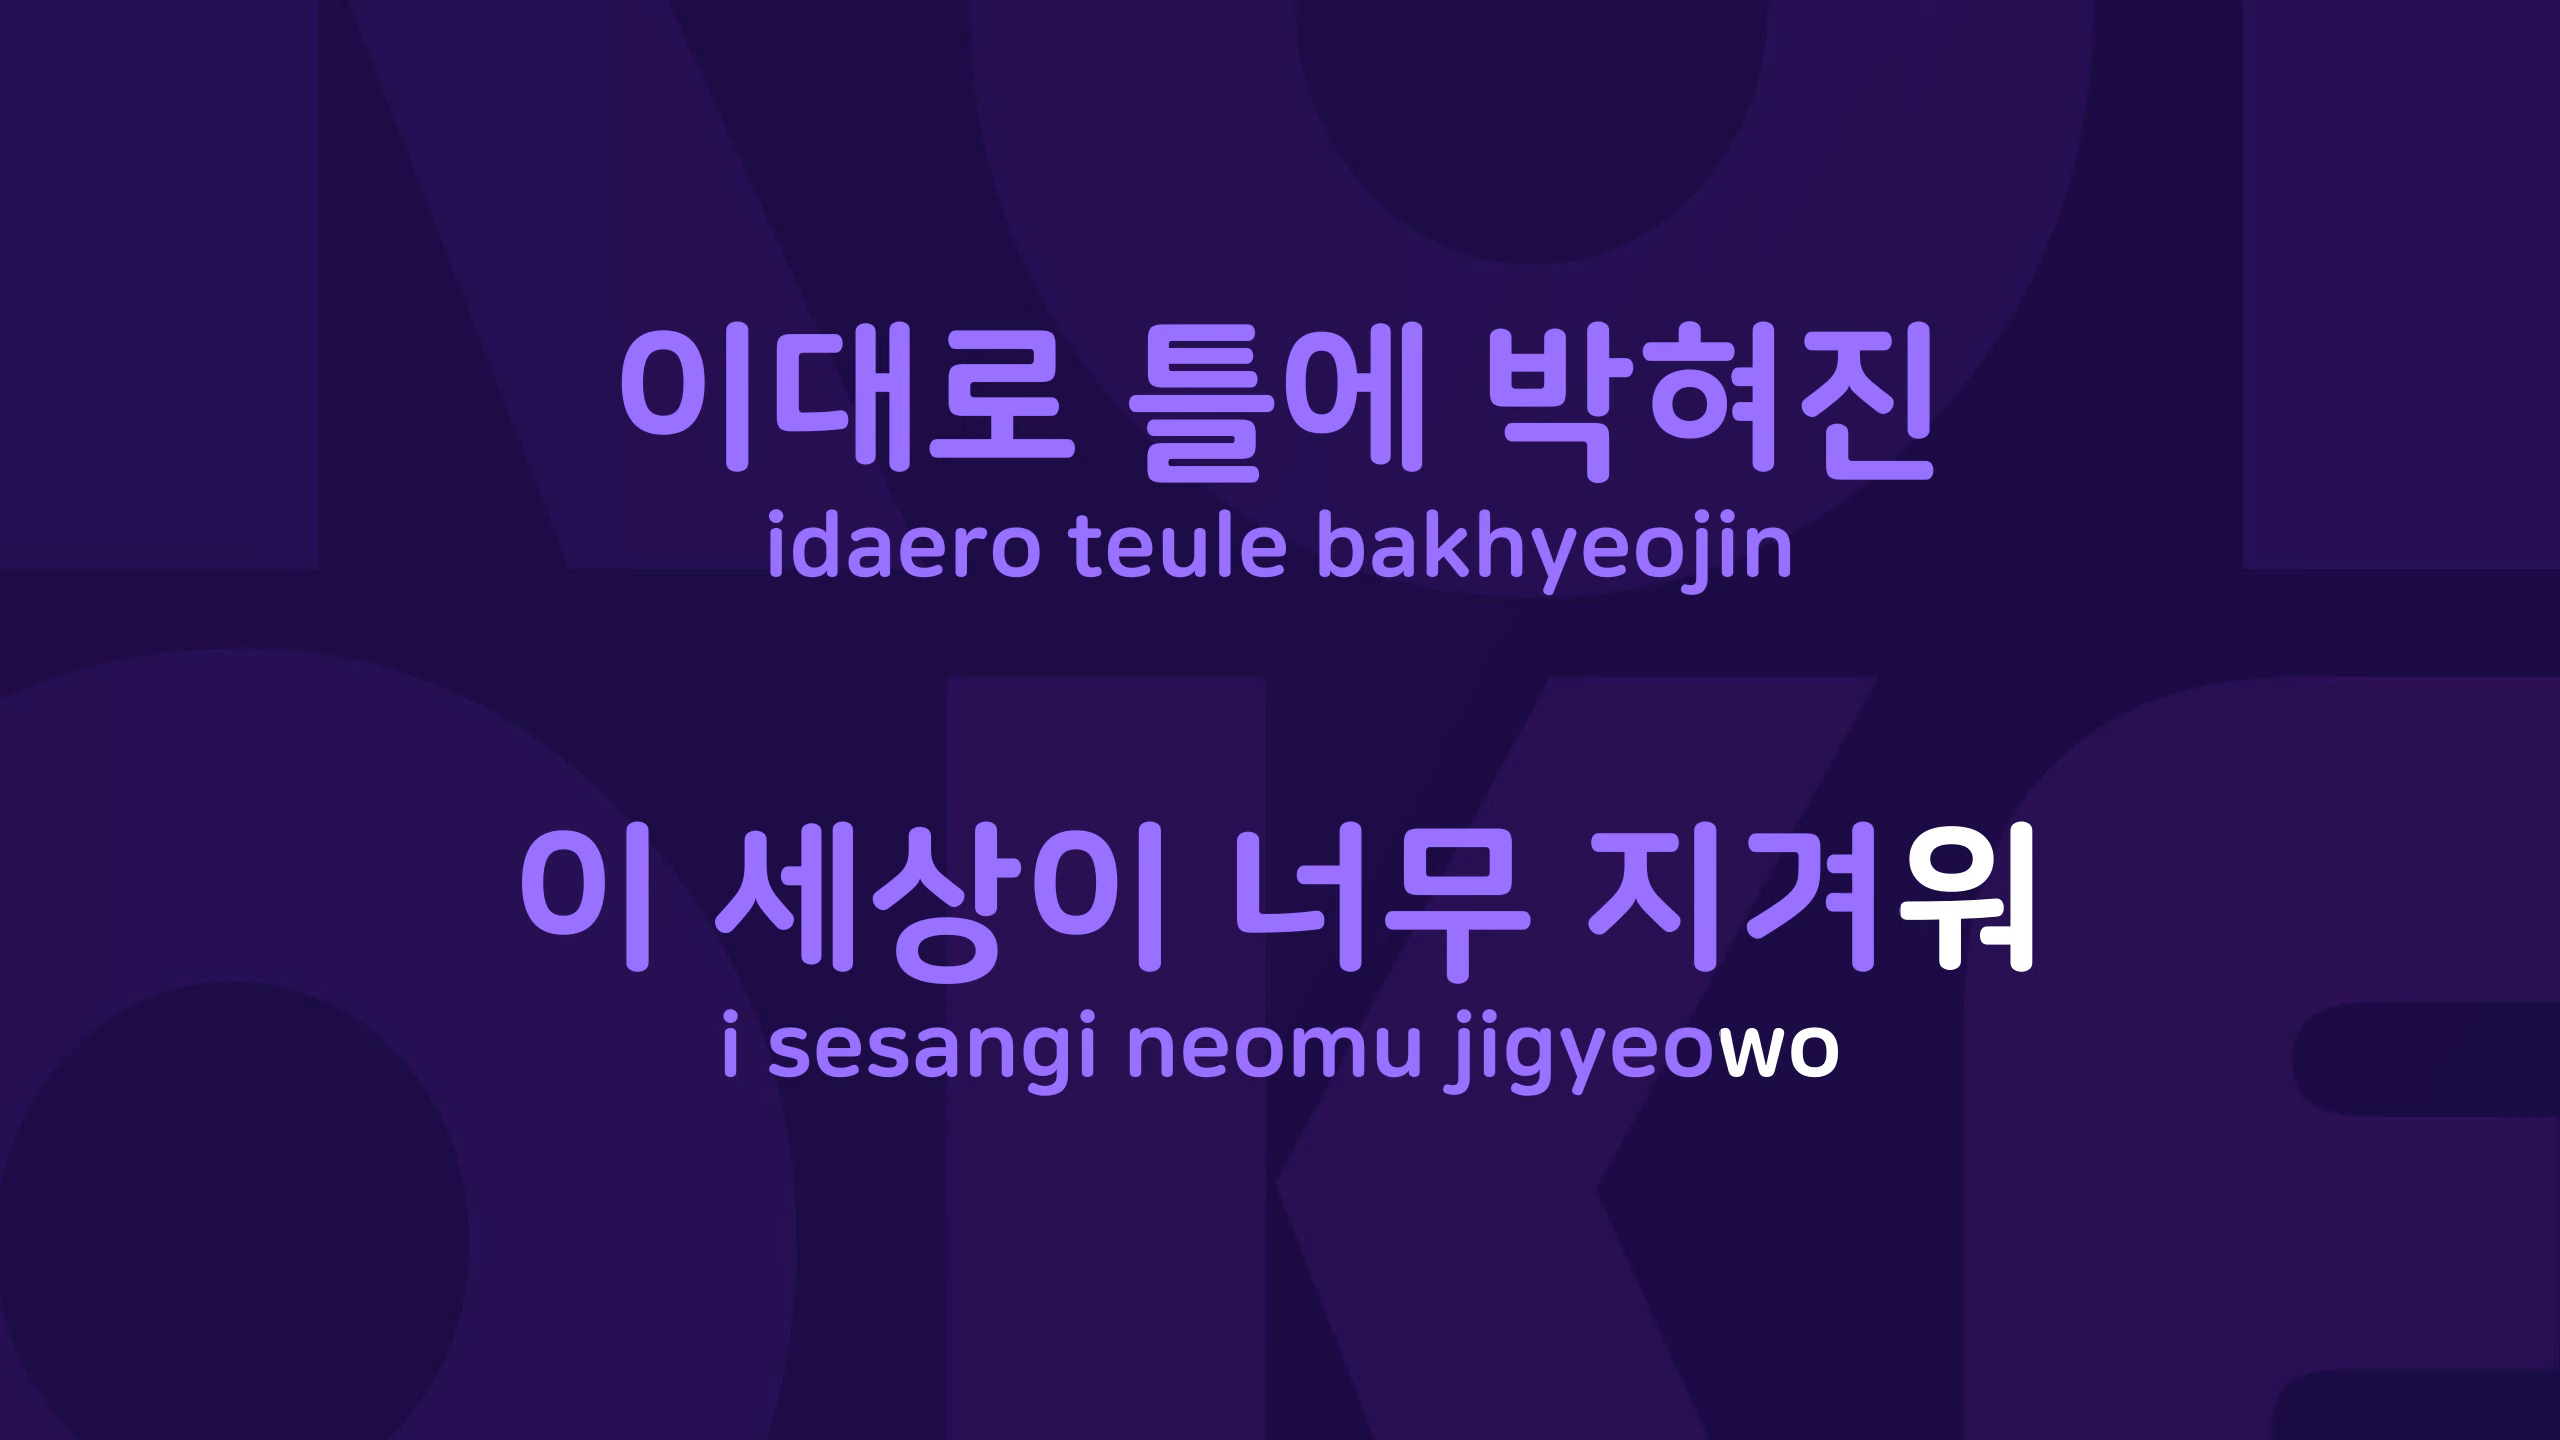 이대로 틀에 박혀진
idaero teule bakhyeojin
이 세상이 너무 지겨워
i sesangi neomu jigyeowo